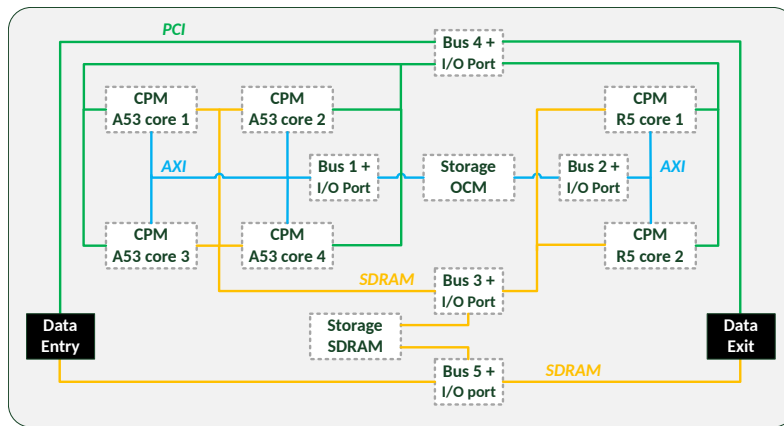 PCI
Bus 4 +
I/O Port
CPM
A53 core 1
CPM
A53 core 2
CPM
R5 core 1
AXI
Bus 1 +
I/O Port
Storage
OCM
Bus 2 +
I/O Port
AXI
CPM
A53 core 3
CPM
A53 core 4
CPM
R5 core 2
SDRAM
Bus 3 +
I/O Port
Data
Entry
Storage
SDRAM
Data
Exit
Bus 5 +
I/O port
SDRAM